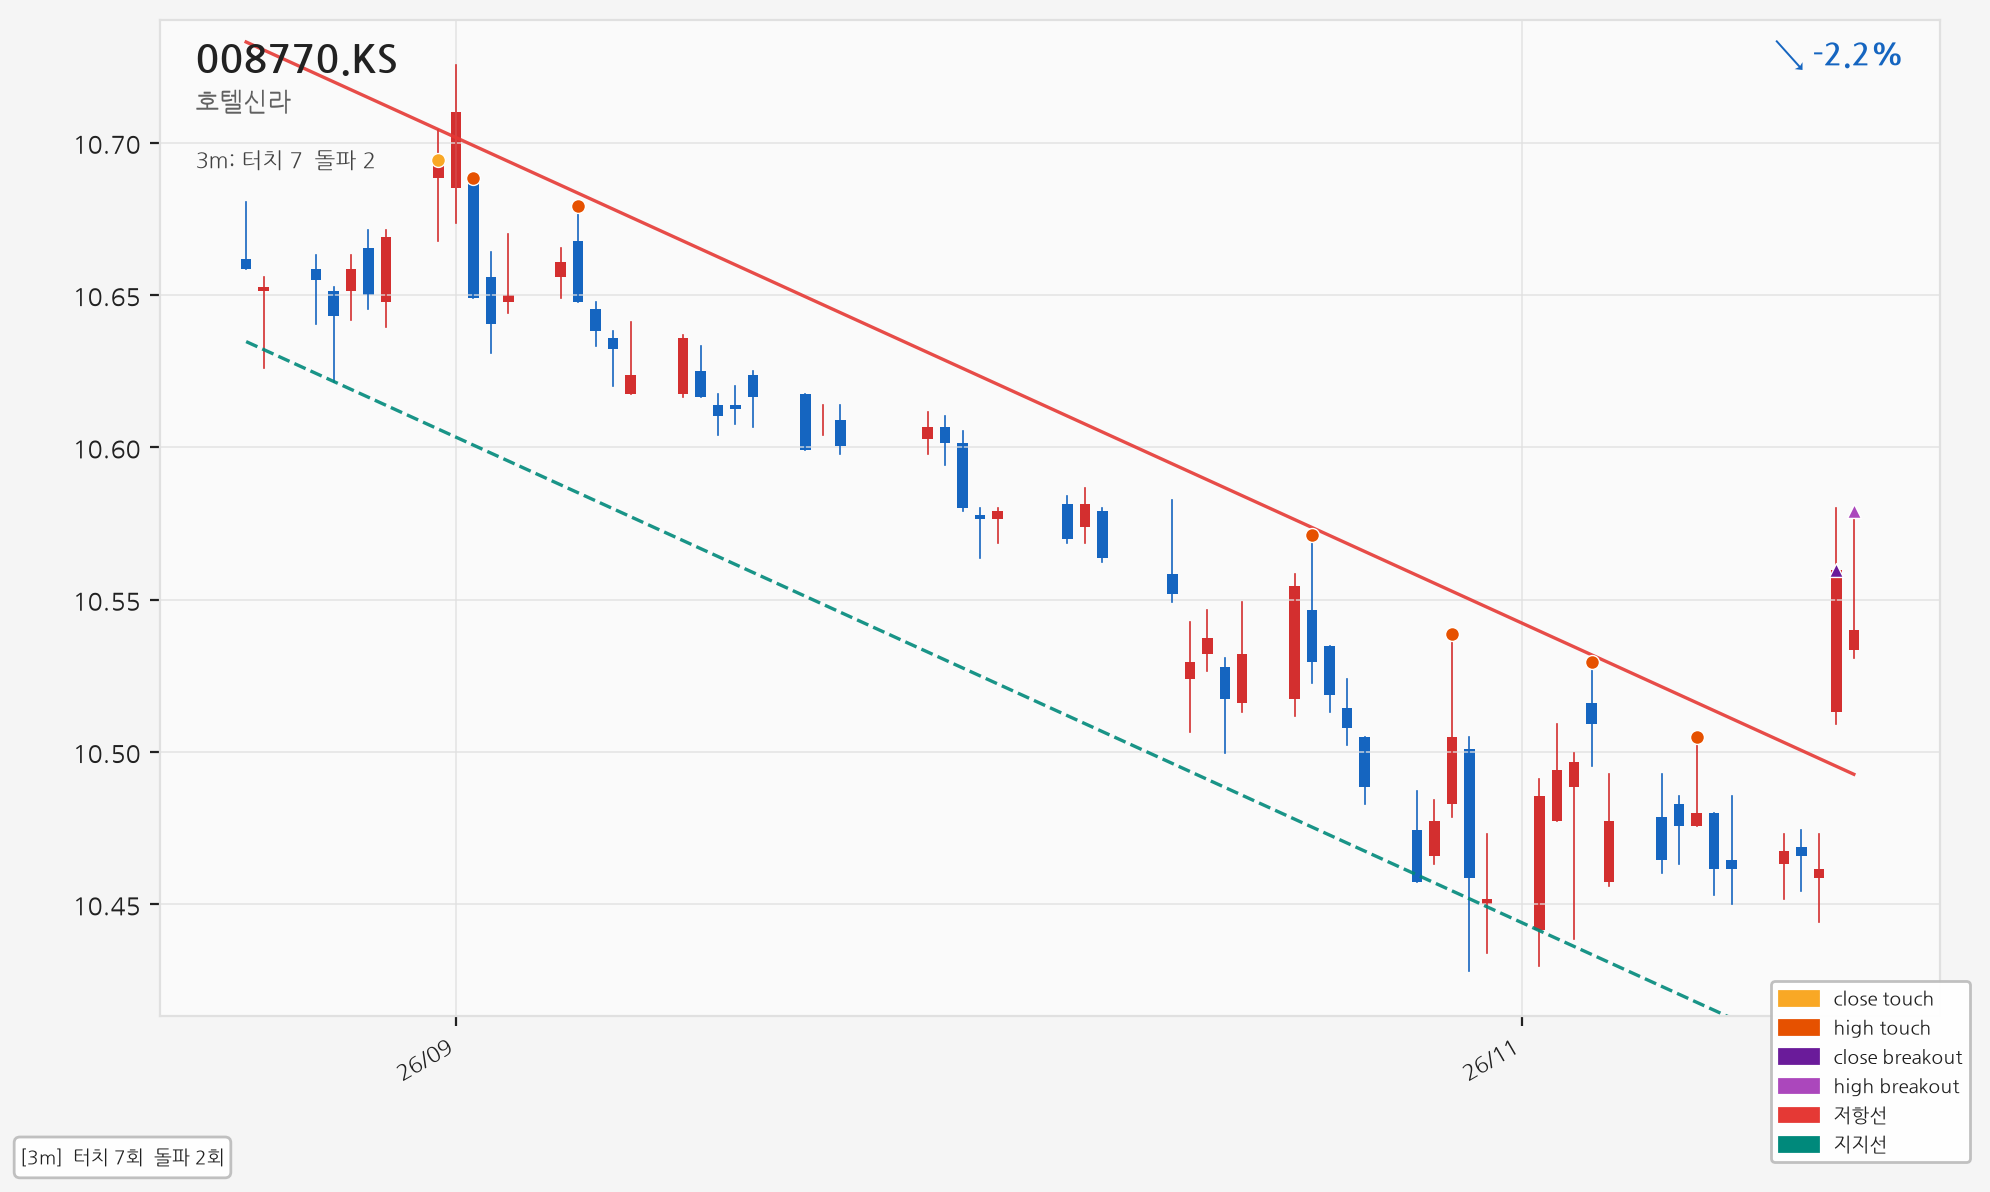 008770.KS
호텔신라
3m: 터치 7  돌파 2
-2.2%
10.70
10.65
10.60
10.55
10.50
10.45
26/09
26/11
close touch
high touch
close breakout
high breakout
저항선
지지선
[3m]  터치 7회  돌파 2회